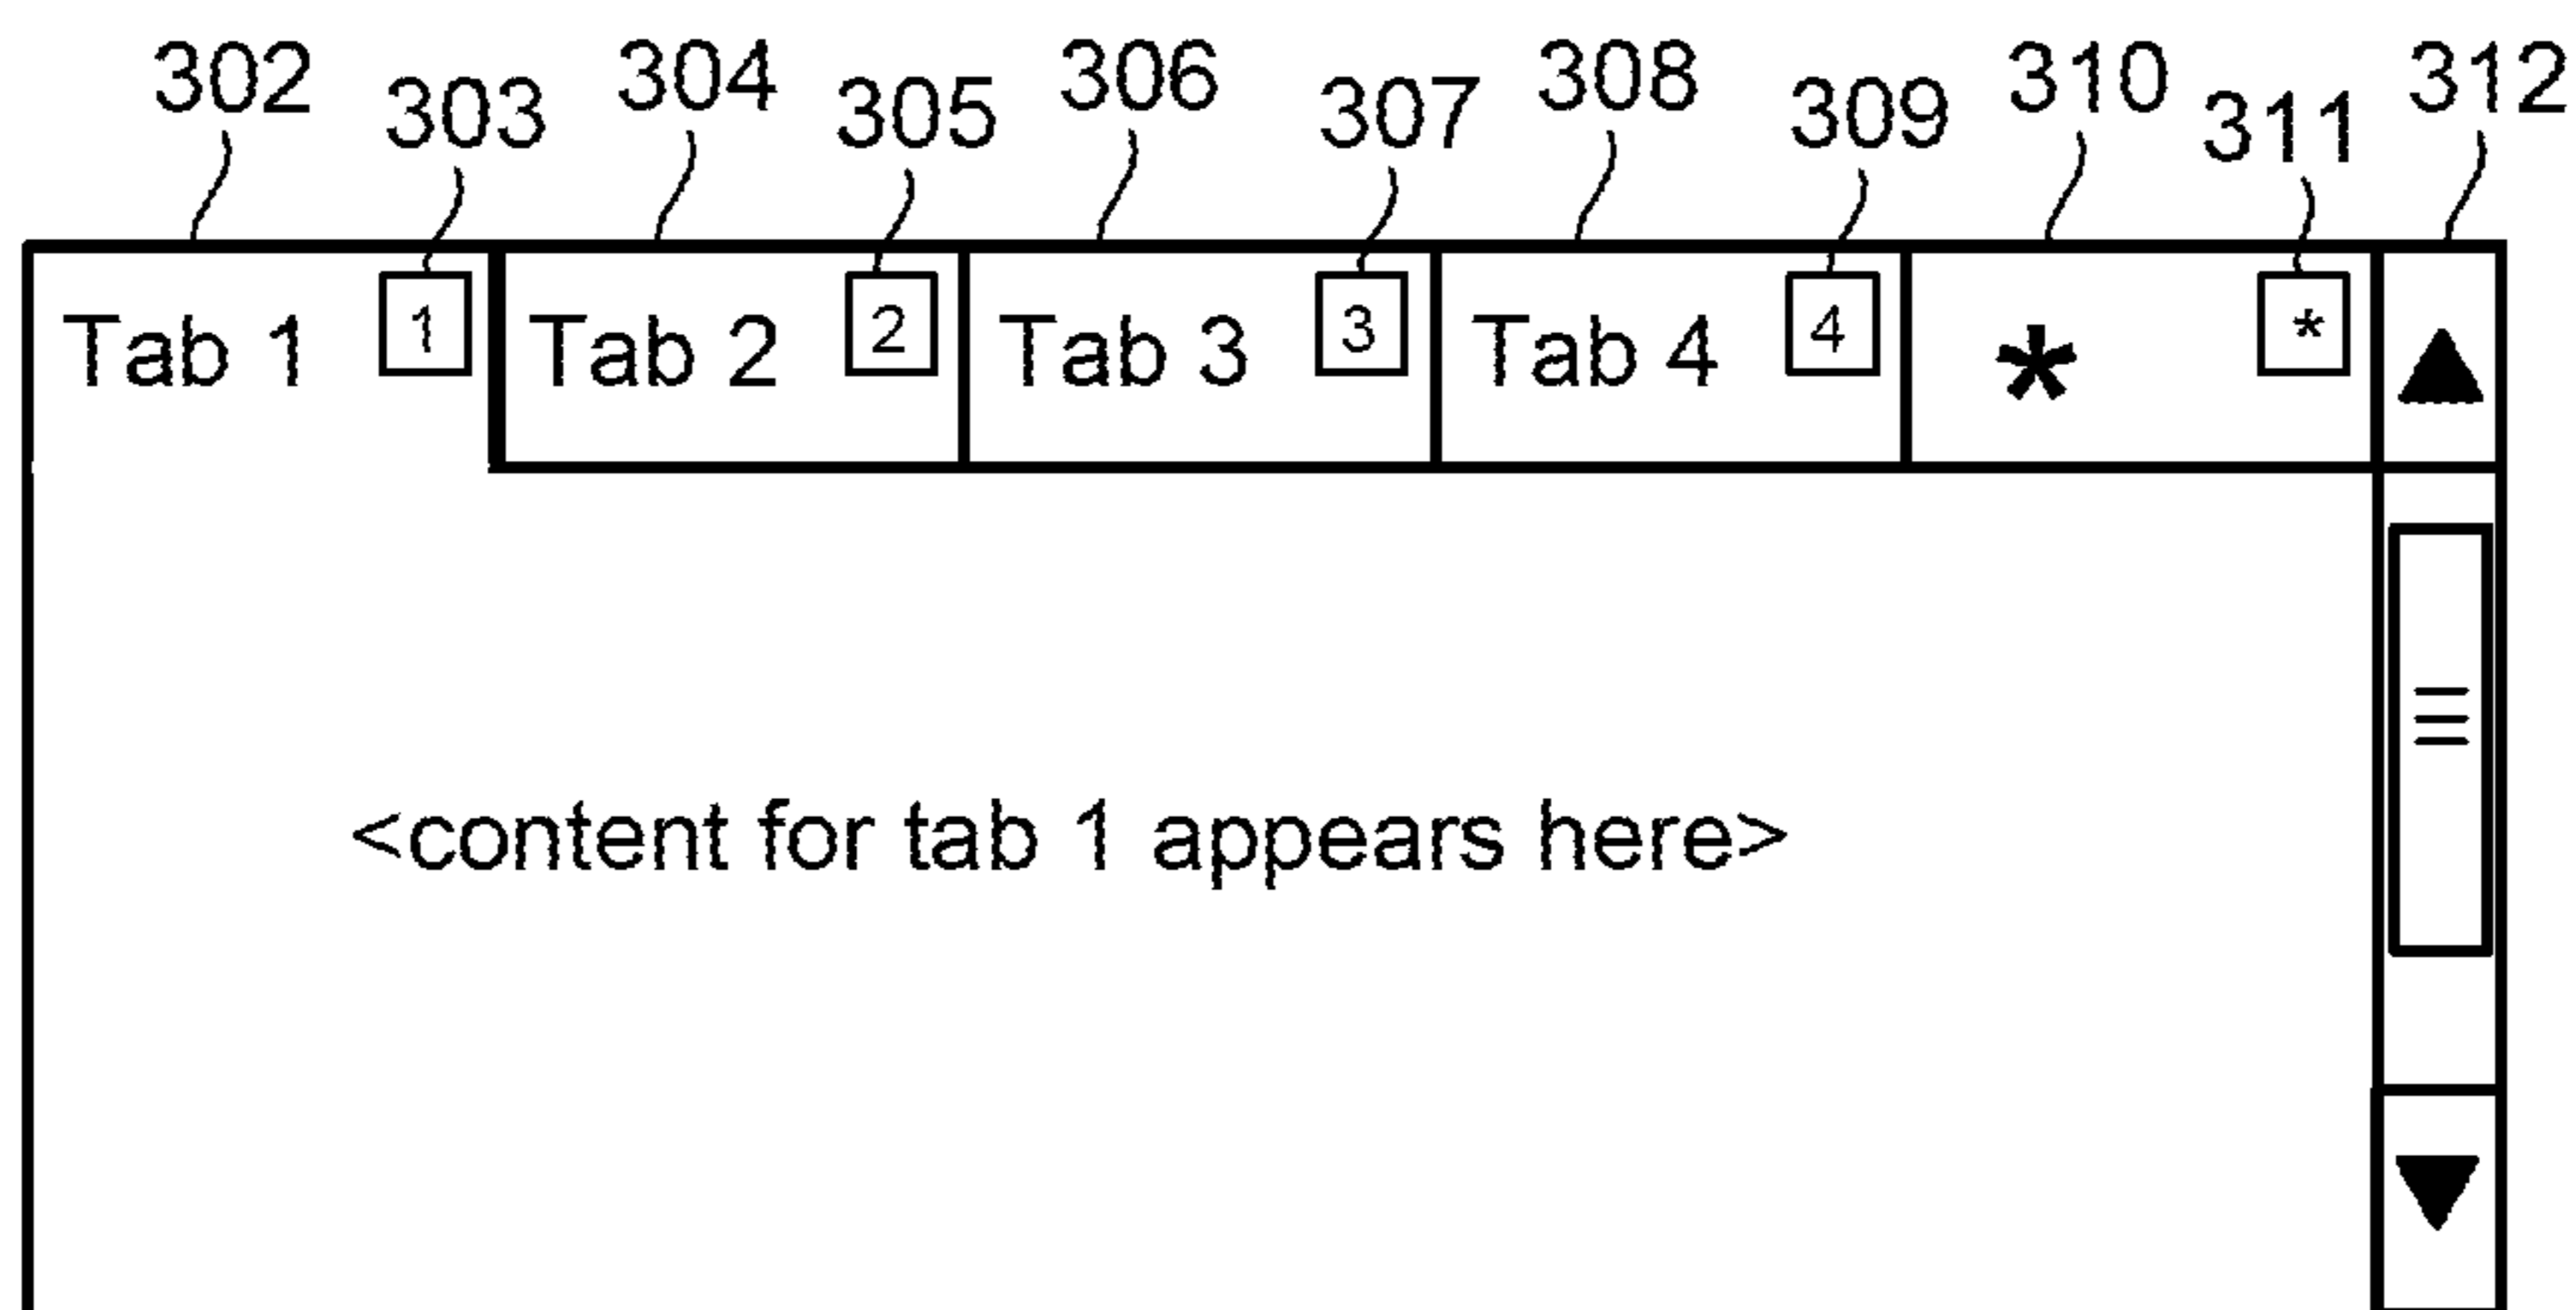 302 303 304 305 306 307 308 309 310 311 312
Tab 1 1 Tab 2 2 Tab 3 3 Tab 4 4 * *
<content for tab 1 appears here>